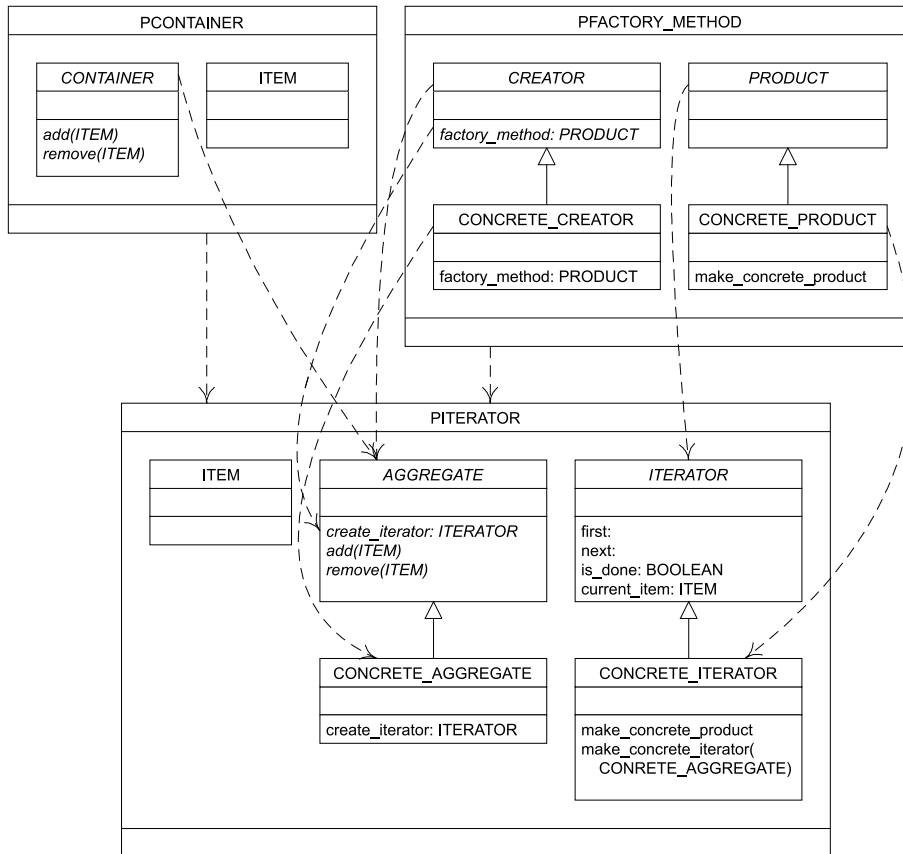 PCONTAINER
CONTAINER
add(ITEM)
remove(ITEM)
ITEM
PFACTORY_METHOD
CREATOR
factory_method: PRODUCT
PRODUCT
CONCRETE_CREATOR
factory_method: PRODUCT
CONCRETE_PRODUCT
make_concrete_product
PITERATOR
ITEM
AGGREGATE
create_iterator: ITERATOR
add(ITEM)
remove(ITEM)
ITERATOR
first:
next:
is_done: BOOLEAN
current_item: ITEM
CONCRETE_AGGREGATE
create_iterator: ITERATOR
CONCRETE_ITERATOR
make_concrete_product
make_concrete_iterator(
CONRETE_AGGREGATE)